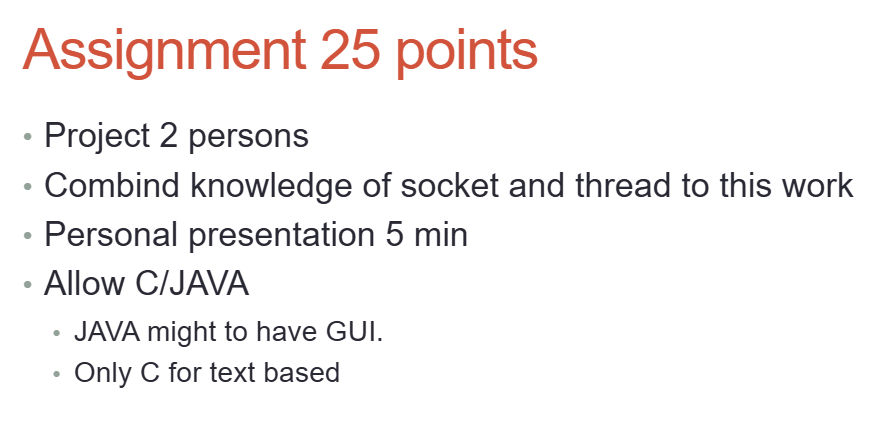 Assignment 25 points
• Project 2 persons
• Combind knowledge of socket and thread to this work
• Personal presentation 5 min
• Allow C/JAVA
• JAVA might to have GUI.
• Only C for text based